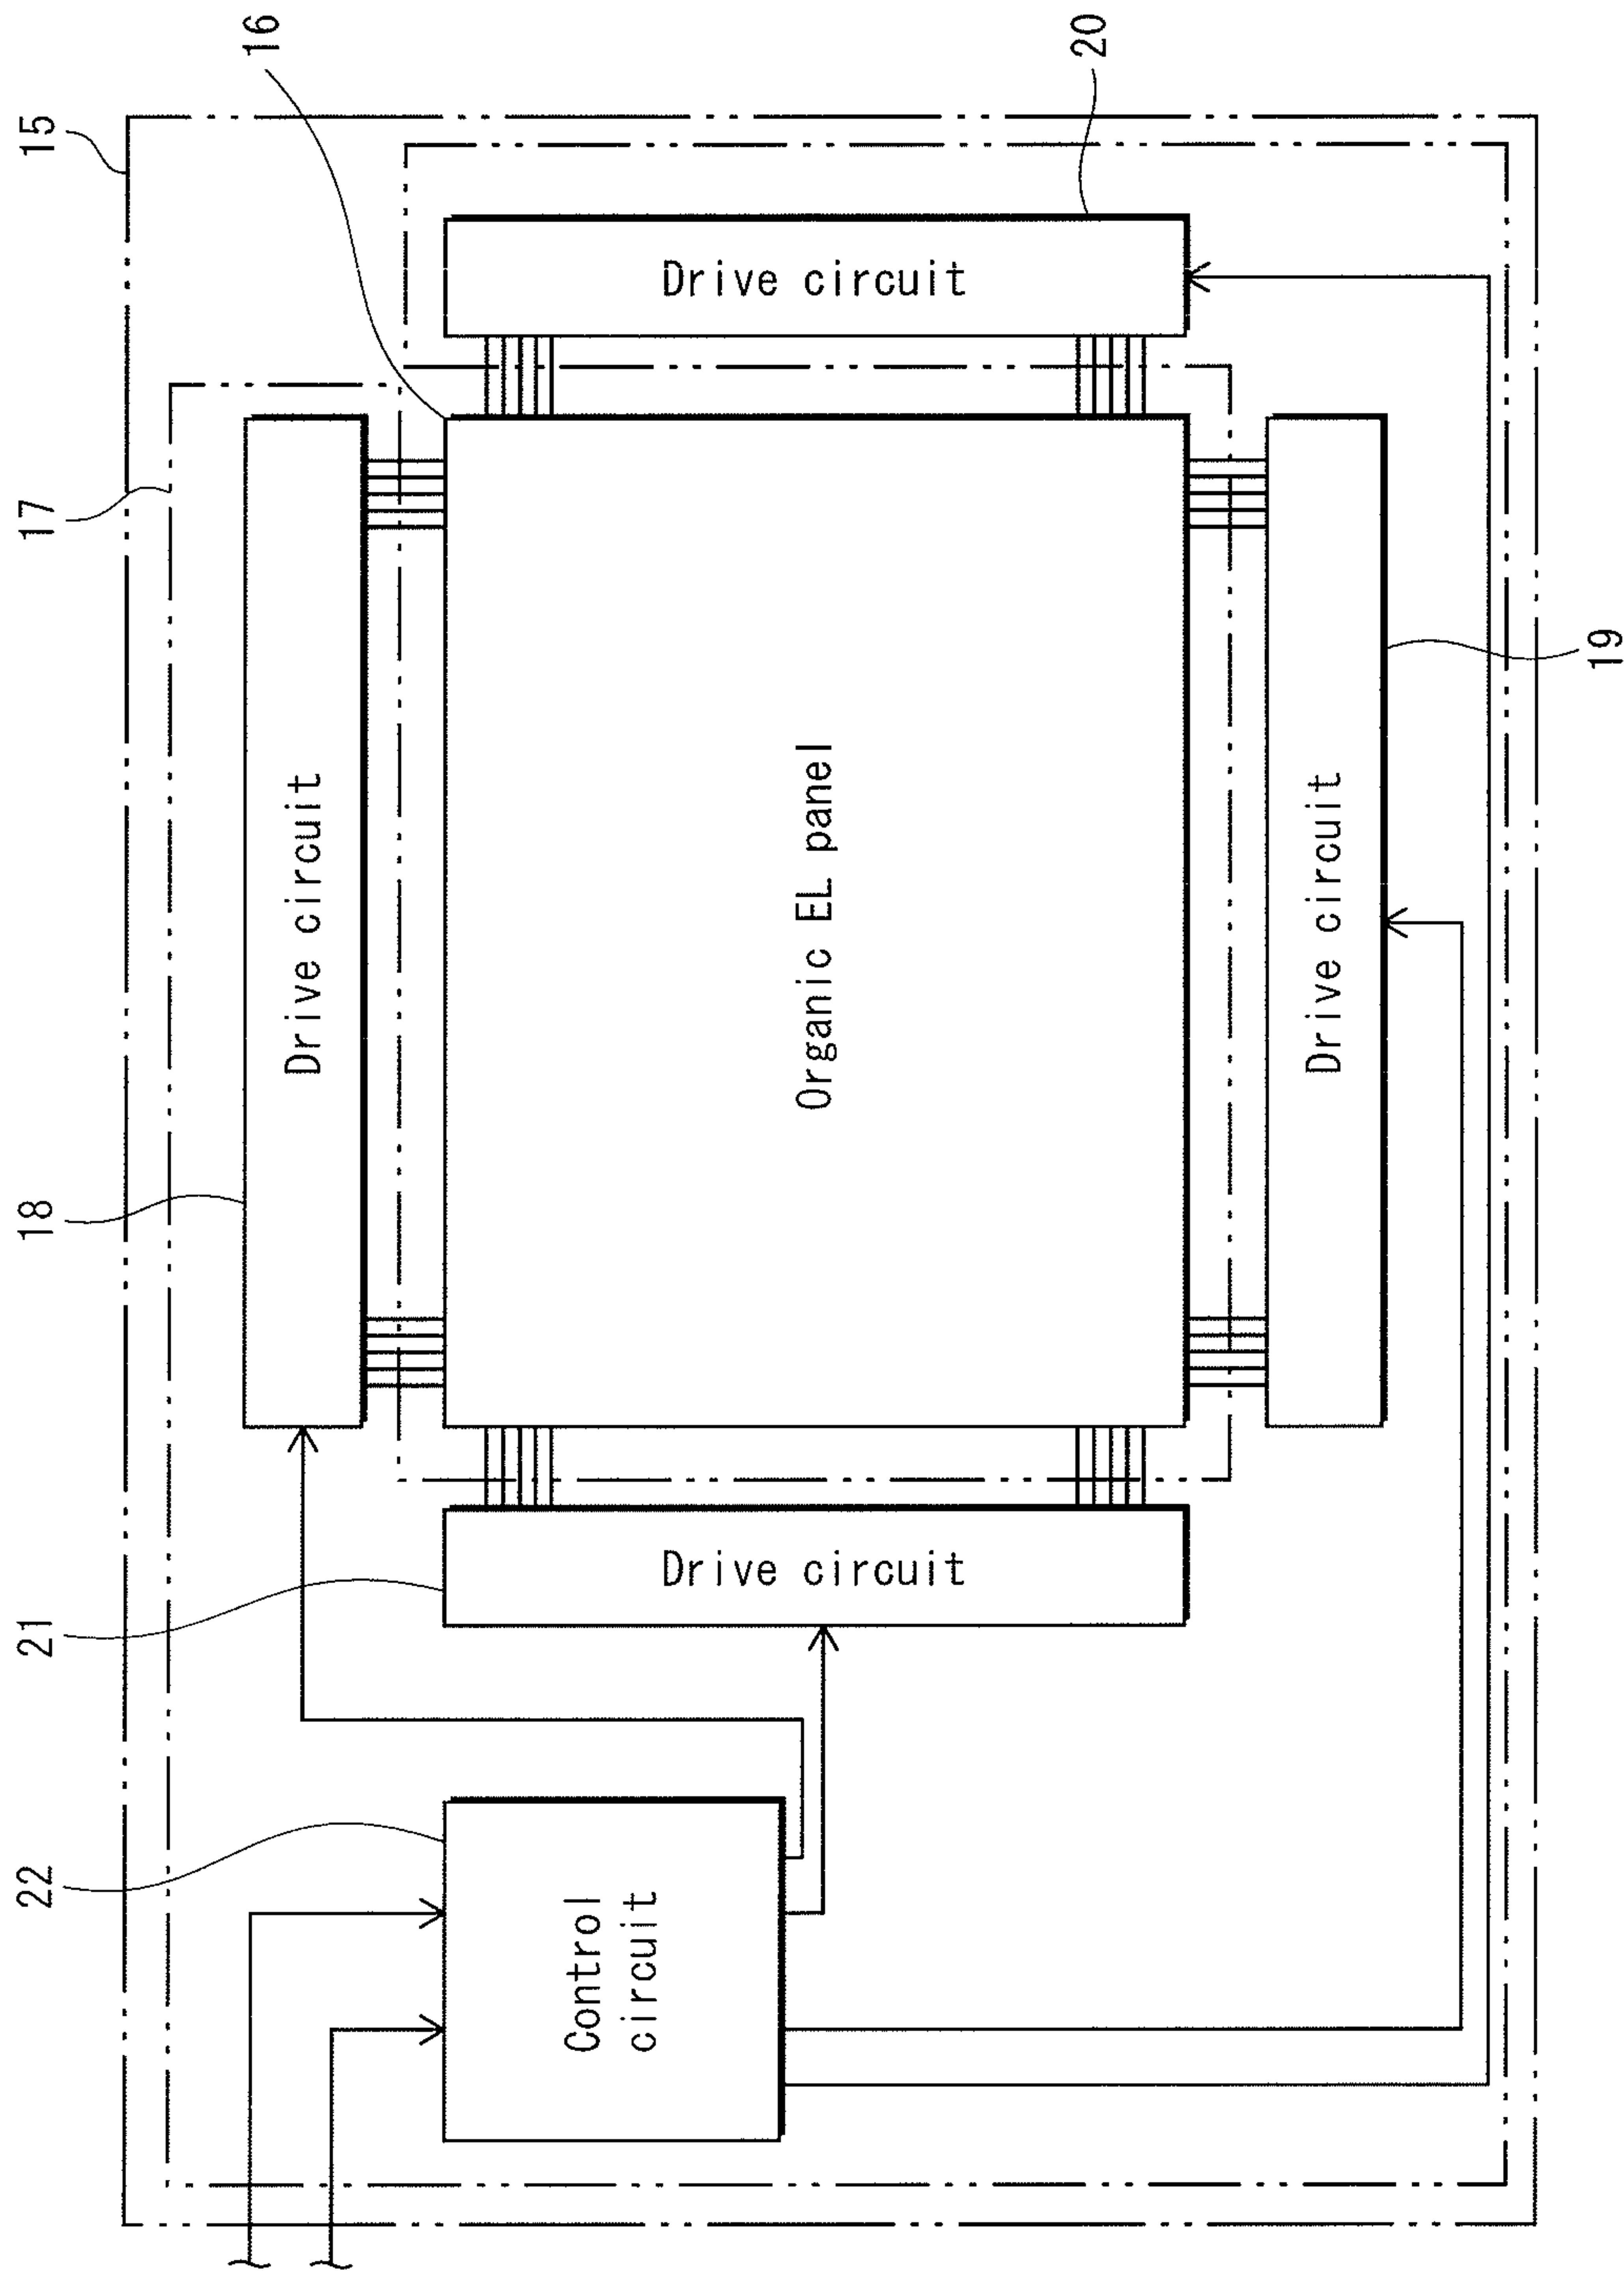 22
21
18
17
15
16
Drive circuit
Control
circuit
Drive circuit
Organic EL panel
Drive circuit
20
Drive circuit
19